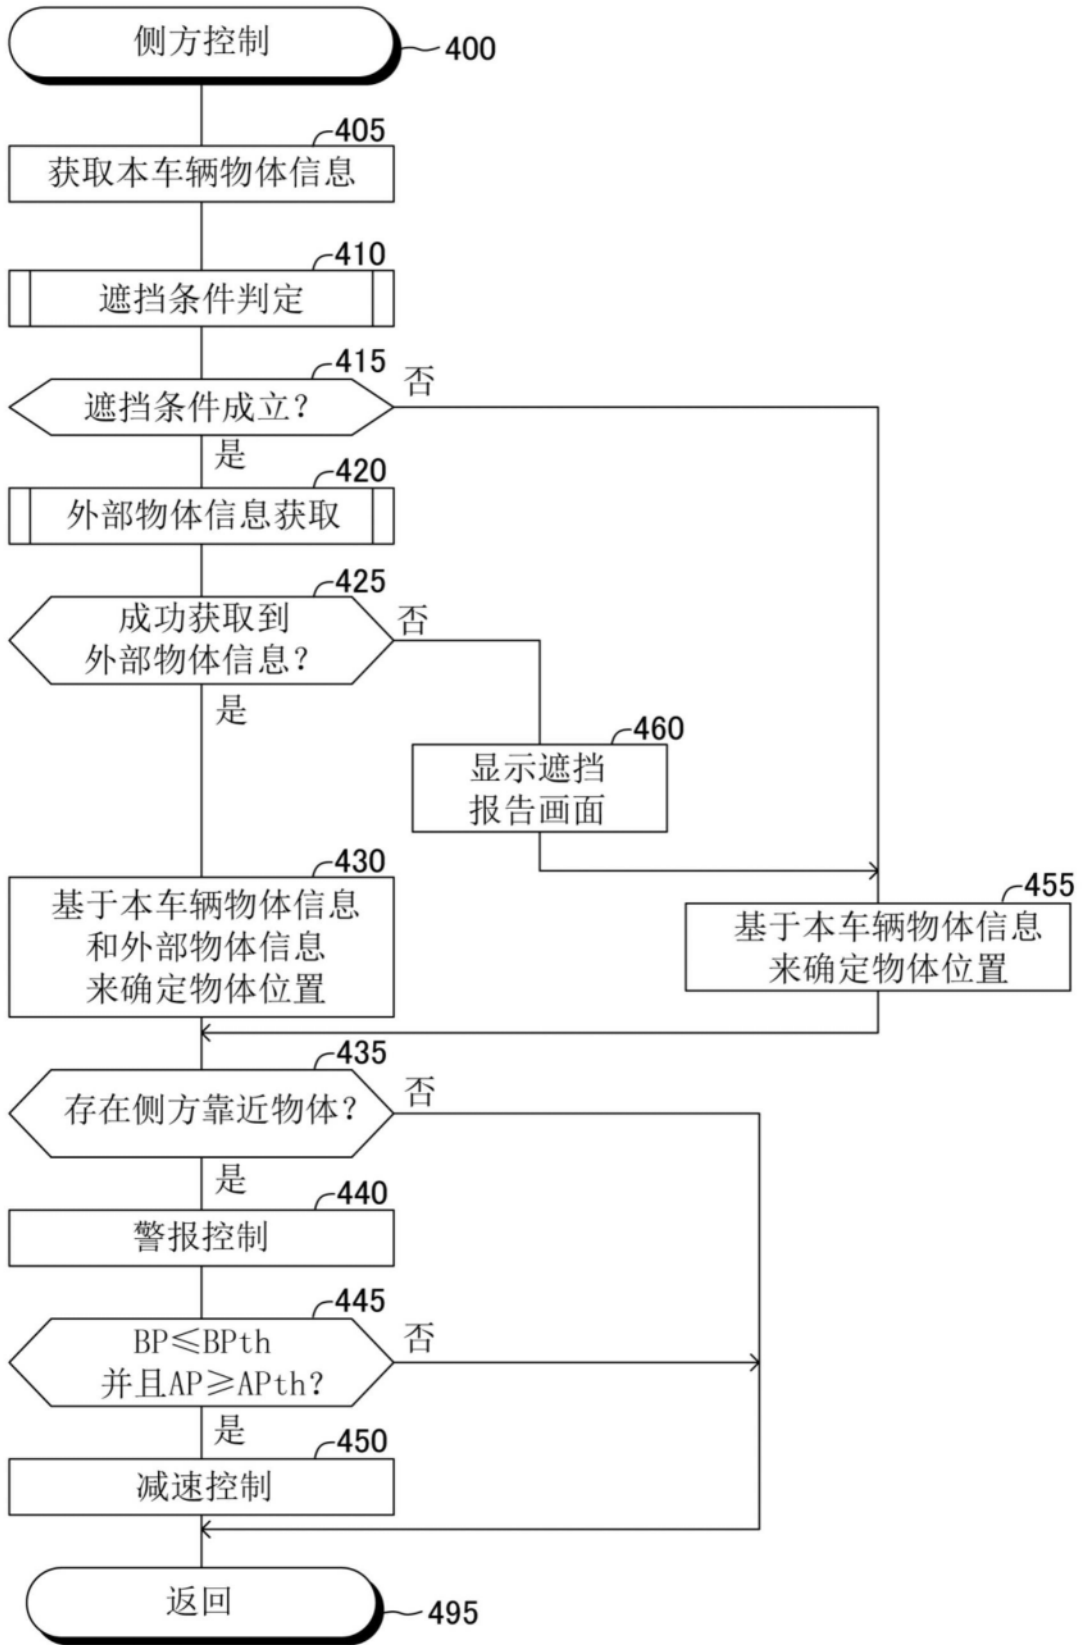 侧方控制
400
405
获取本车辆物体信息
410
遮挡条件判定
415
遮挡条件成立？
否
是
420
外部物体信息获取
425
成功获取到
外部物体信息？
否
是
460
显示遮挡
报告画面
430
基于本车辆物体信息
和外部物体信息
来确定物体位置
455
基于本车辆物体信息
来确定物体位置
435
存在侧方靠近物体？
否
是
440
警报控制
445
BP≤BPth
并且AP≥APth？
否
是
450
减速控制
返回
495